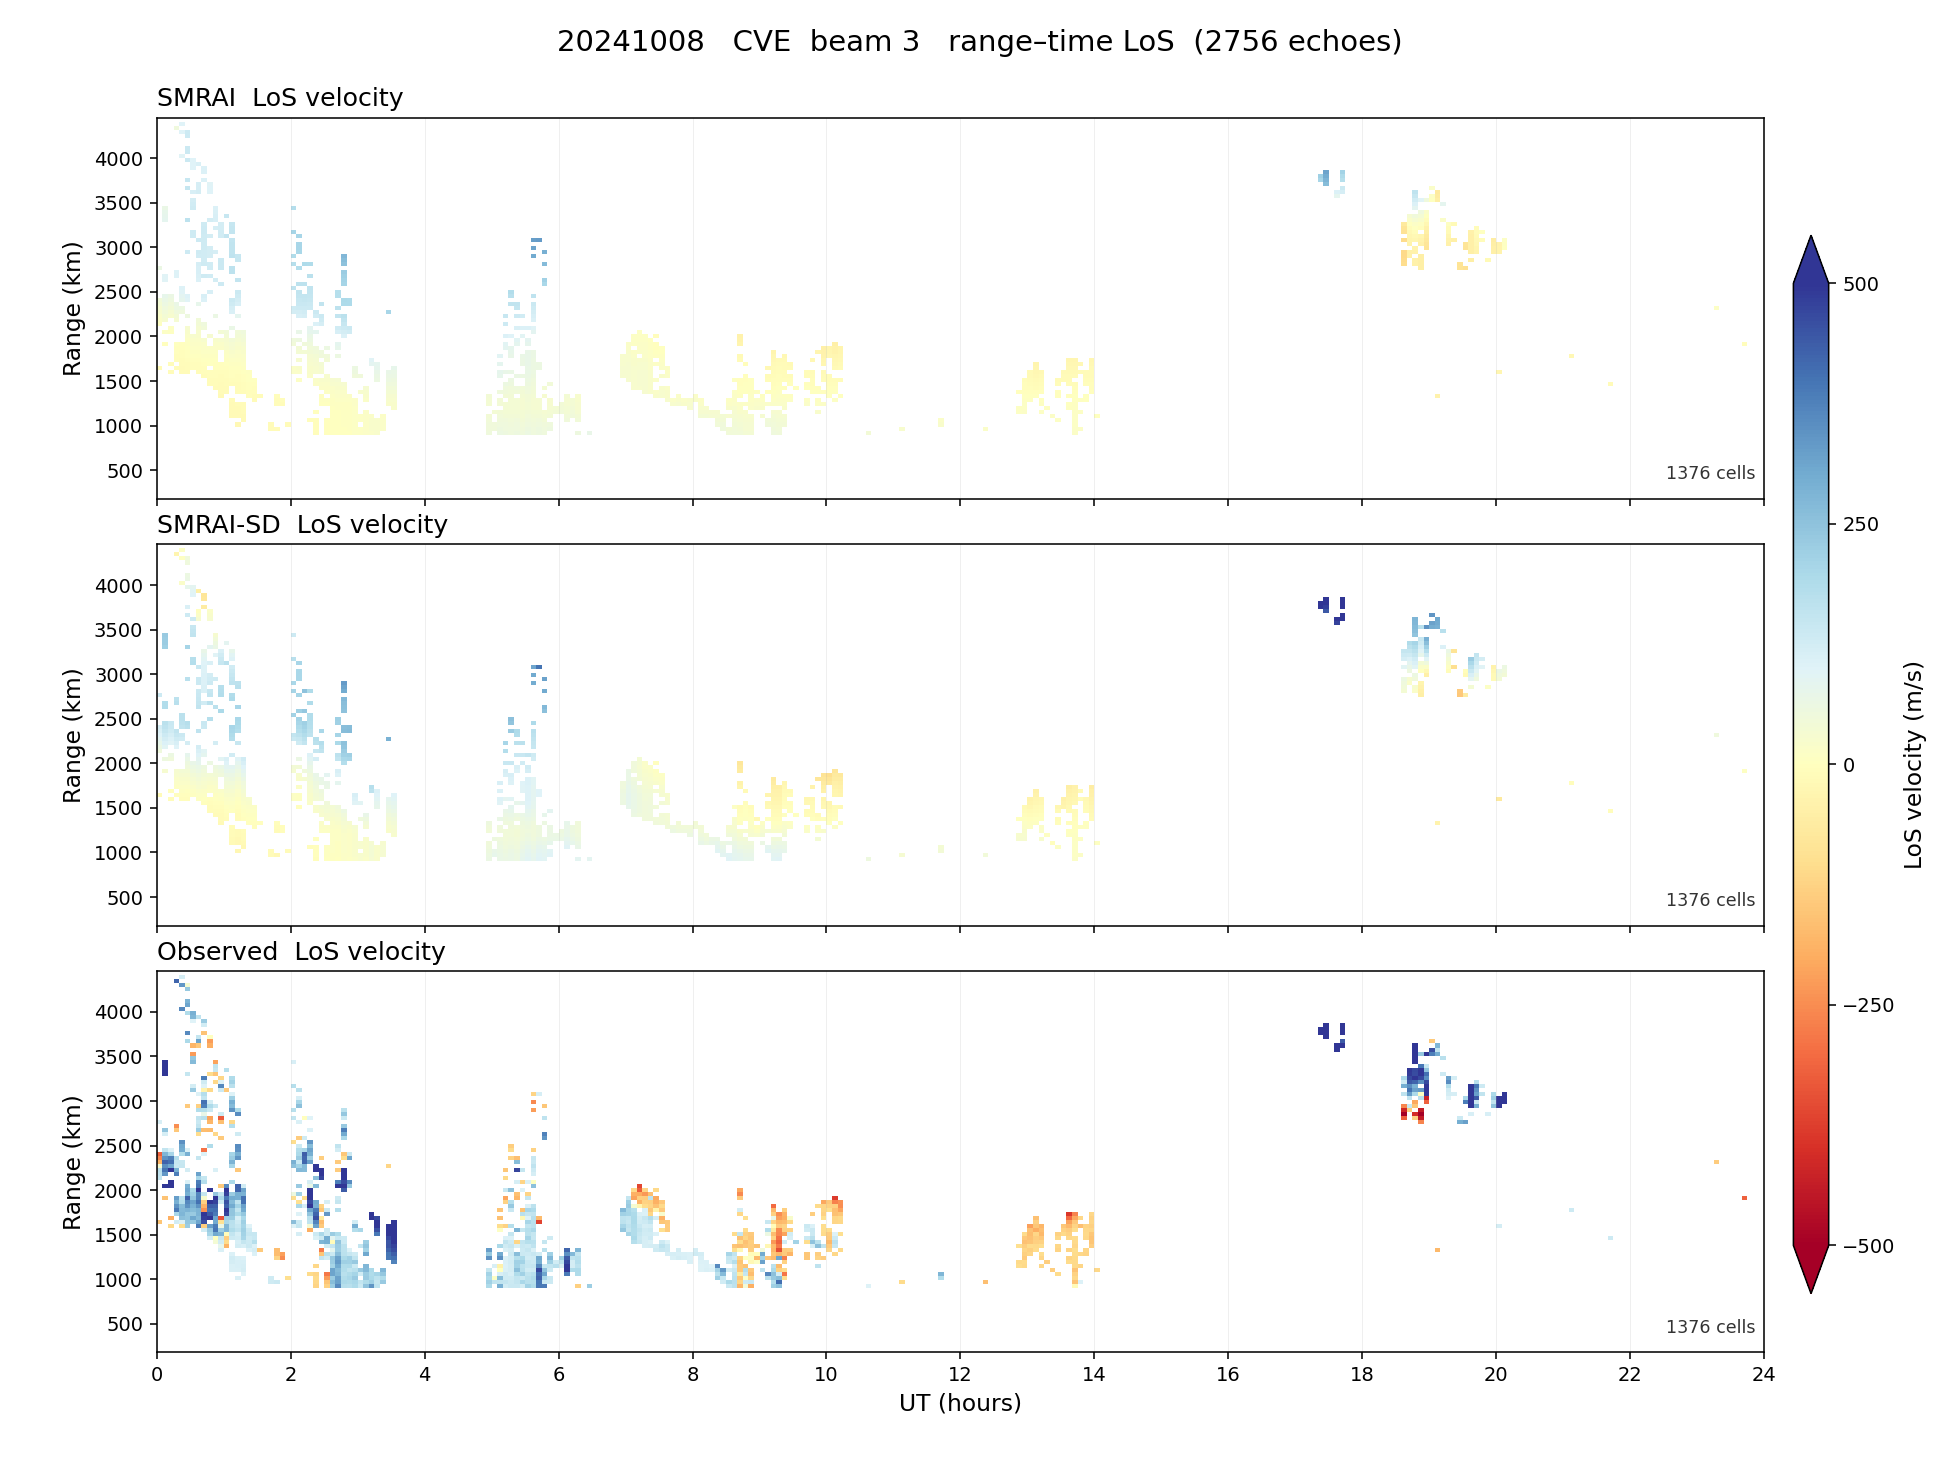 20241008   CVE  beam 3   range–time LoS  (2756 echoes)
SMRAI  LoS velocity
Range (km)
4000
3500
3000
2500
2000
1500
1000
500
1376 cells
SMRAI-SD  LoS velocity
Range (km)
4000
3500
3000
2500
2000
1500
1000
500
1376 cells
Observed  LoS velocity
Range (km)
4000
3500
3000
2500
2000
1500
1000
500
1376 cells
0 2 4 6 8 10 12 14 16 18 20 22 24
UT (hours)
500
250
0
−250
−500
LoS velocity (m/s)